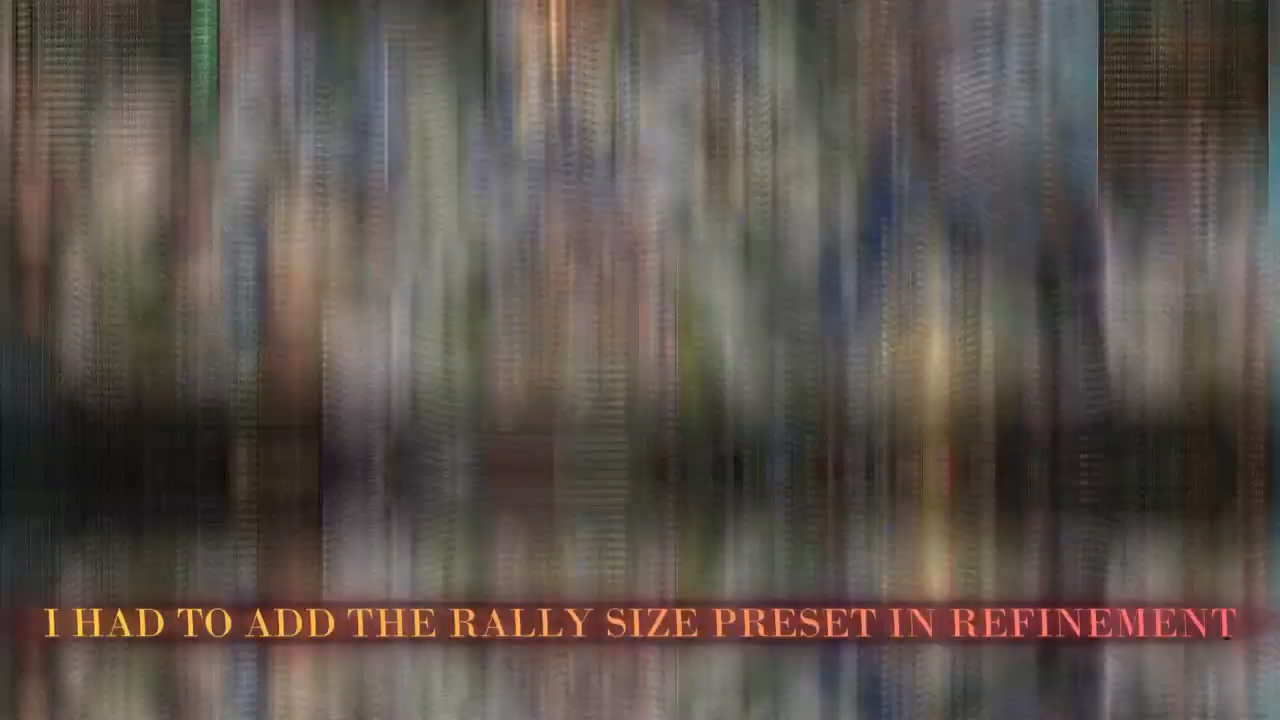 I HAD TO ADD THE RALLY SIZE PRESET IN REFINEMENT